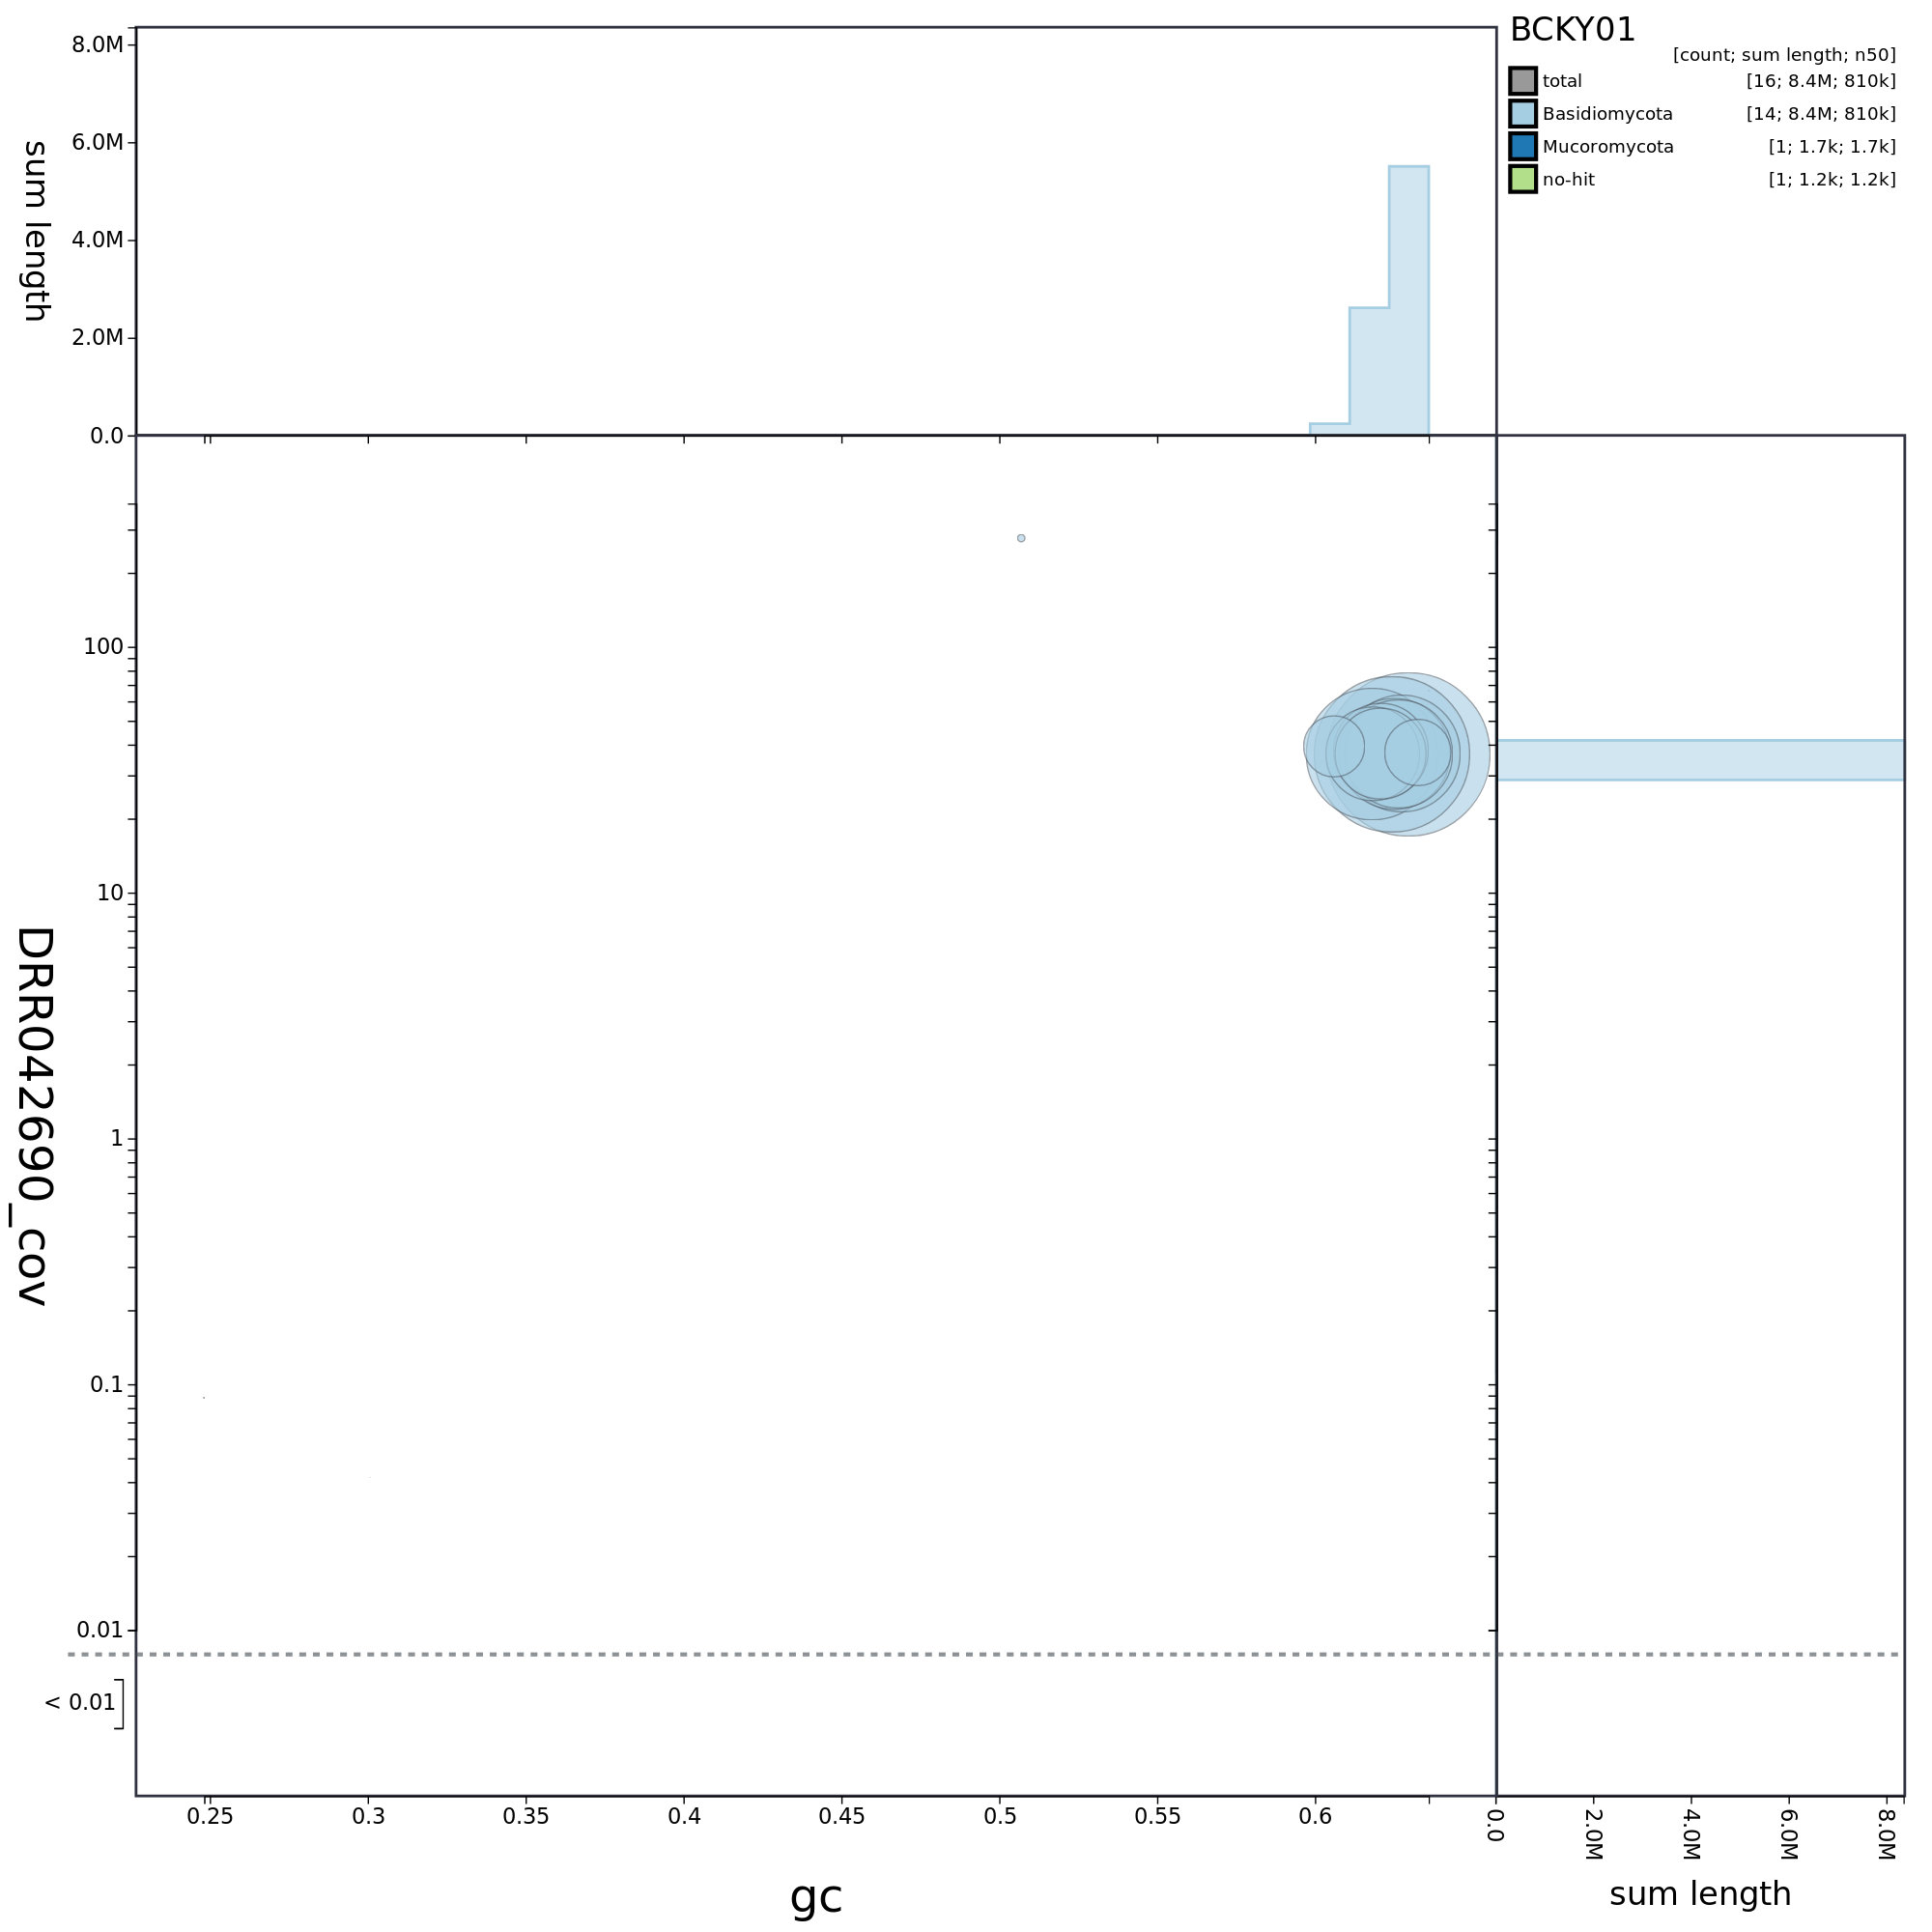 BCKY01
[count; sum length; n50]
total [16; 8.4M; 810k]
Basidiomycota [14; 8.4M; 810k]
Mucoromycota [1; 1.7k; 1.7k]
no-hit [1; 1.2k; 1.2k]
sum length
8.0M
6.0M
4.0M
2.0M
0.0
DRR042690_cov
100
10
1
0.1
0.01
< 0.01
0.25 0.3 0.35 0.4 0.45 0.5 0.55 0.6
gc
0.0 2.0M 4.0M 6.0M 8.0M
sum length